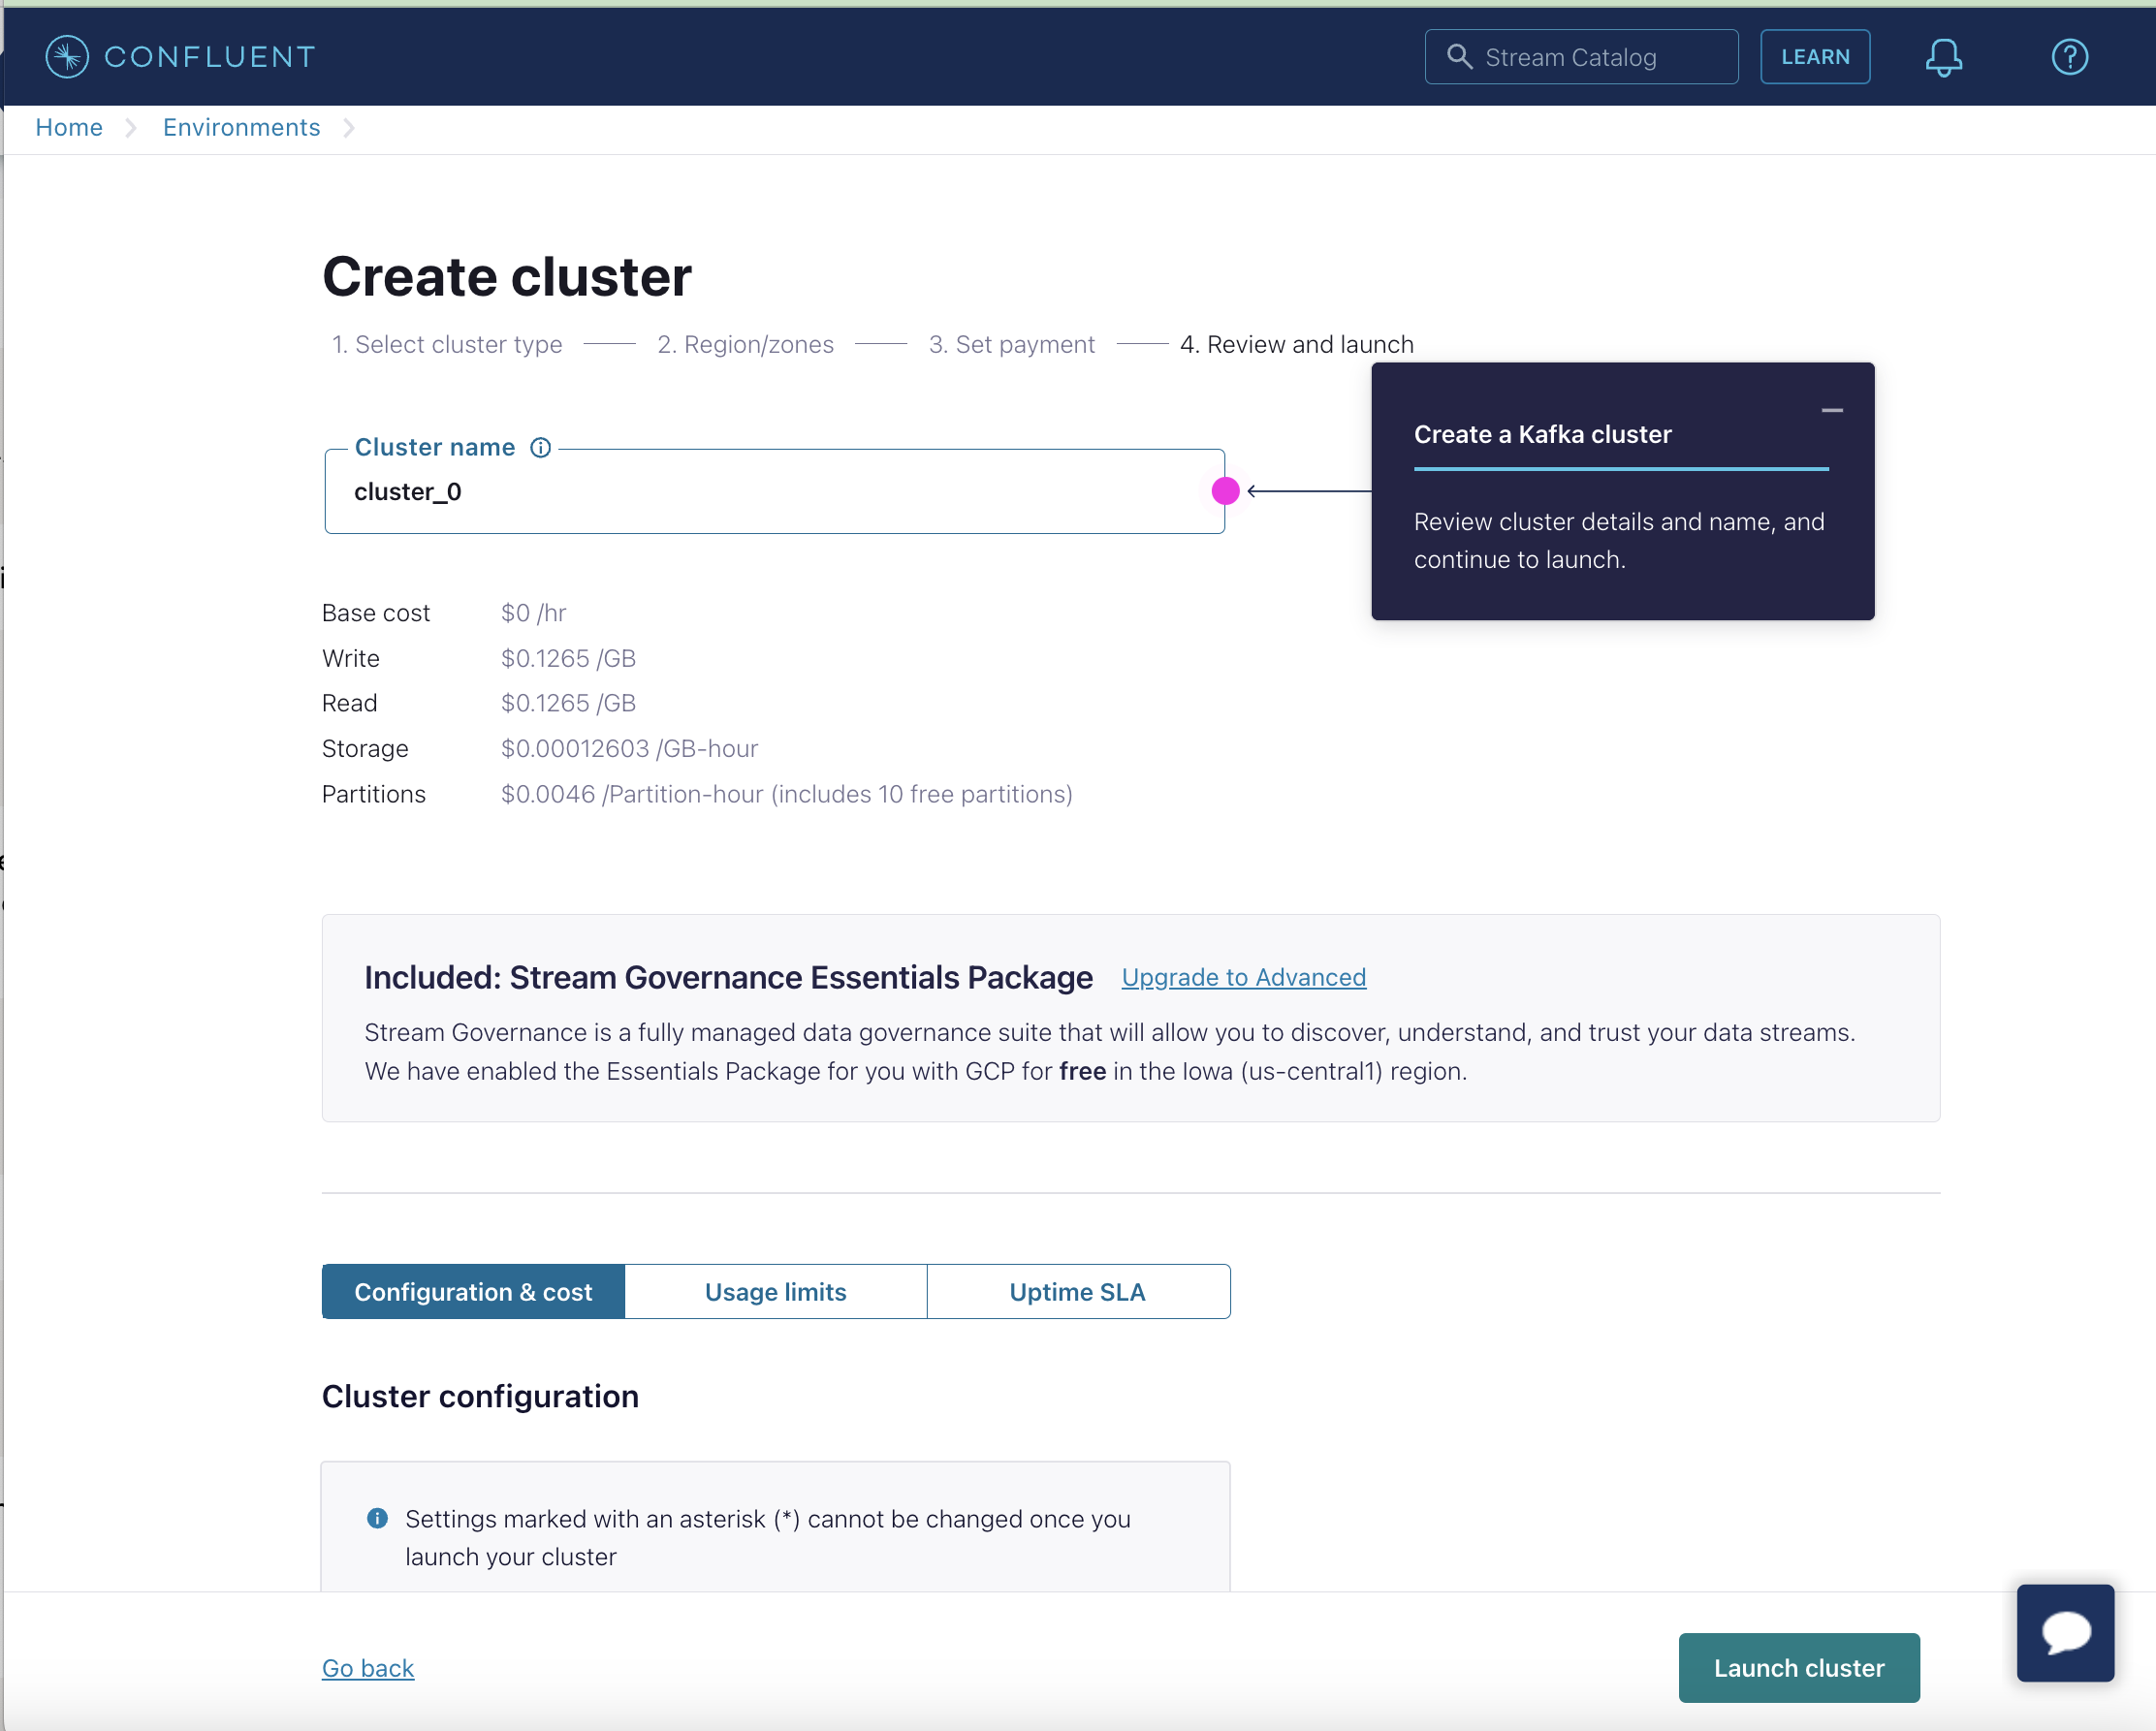 CONFLUENT
Stream Catalog
LEARN
Home
Environments
Create cluster
1. Select cluster type
2. Region/zones
3. Set payment
4. Review and launch
Cluster name
cluster_0
Create a Kafka cluster
Review cluster details and name, and
continue to launch.
Base cost $0 /hr
Write $0.1265 /GB
Read $0.1265 /GB
Storage $0.00012603 /GB-hour
Partitions $0.0046 /Partition-hour (includes 10 free partitions)
Included: Stream Governance Essentials Package Upgrade to Advanced
Stream Governance is a fully managed data governance suite that will allow you to discover, understand, and trust your data streams.
We have enabled the Essentials Package for you with GCP for free in the Iowa (us-central1) region.
Configuration & cost
Usage limits
Uptime SLA
Cluster configuration
Settings marked with an asterisk (*) cannot be changed once you
launch your cluster
Go back
Launch cluster